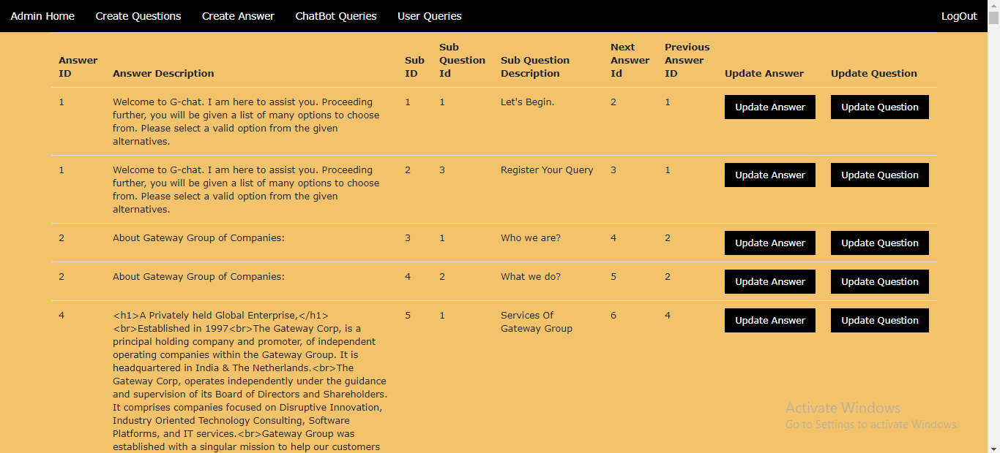 Admin Home Create Questions Create Answer ChatBot Queries User Queries LogOut
Answer ID Answer Description Sub ID Sub Question Id Sub Question Description Next Answer Id Previous Answer ID Update Answer Update Question
1 Welcome to G-chat. I am here to assist you. Proceeding 1 1 Let's Begin. 2 1 Update Answer Update Question
further, you will be given a list of many options to choose
from. Please select a valid option from the given
alternatives.
1 Welcome to G-chat. I am here to assist you. Proceeding 2 3 Register Your Query 3 1 Update Answer Update Question
further, you will be given a list of many options to choose
from. Please select a valid option from the given
alternatives.
2 About Gateway Group of Companies: 3 1 Who we are? 4 2 Update Answer Update Question
2 About Gateway Group of Companies: 4 2 What we do? 5 2 Update Answer Update Question
4 <h1>A Privately held Global Enterprise,</h1> 5 1 Services Of 6 4 Update Answer Update Question
<br>Established in 1997<br>The Gateway Corp, is a Gateway Group
principal holding company and promoter, of independent
operating companies within the Gateway Group. It is
headquartered in India & The Netherlands.<br>The
Gateway Corp, operates independently under the guidance
and supervision of its Board of Directors and Shareholders.
It comprises companies focused on Disruptive Innovation,
Industry Oriented Technology Consulting, Software
Platforms, and IT services.<br>Gateway Group was
established with a singular mission to help our customers
Activate Windows
Go to Settings to activate Windows.